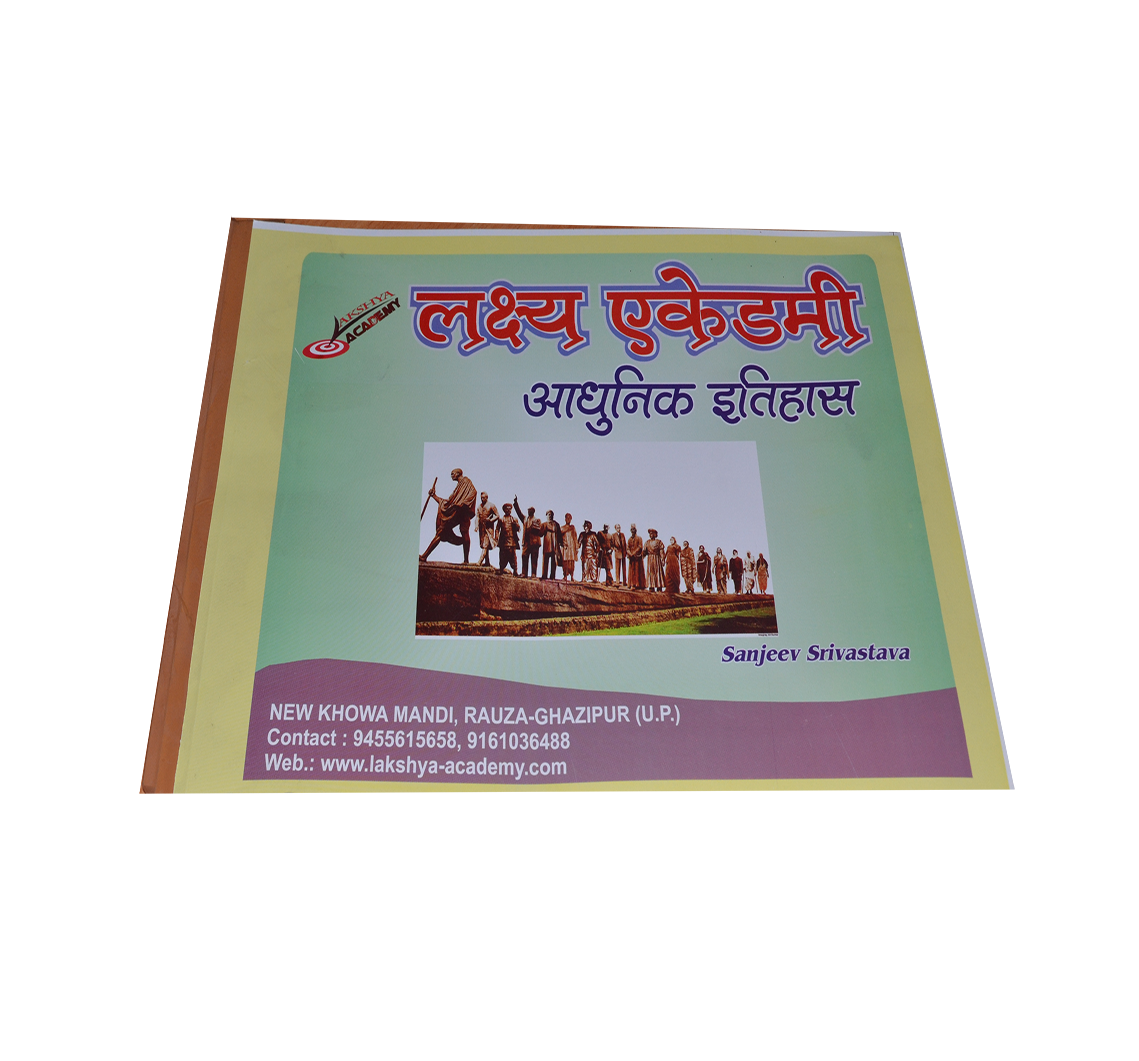 LAKSHYA
ACADEMY
लक्ष्य एकेडमी
आधुनिक इतिहास
Sanjeev Srivastava
NEW KHOWA MANDI, RAUZA-GHAZIPUR (U.P.)
Contact : 9455615658, 9161036488
Web.: www.lakshya-academy.com